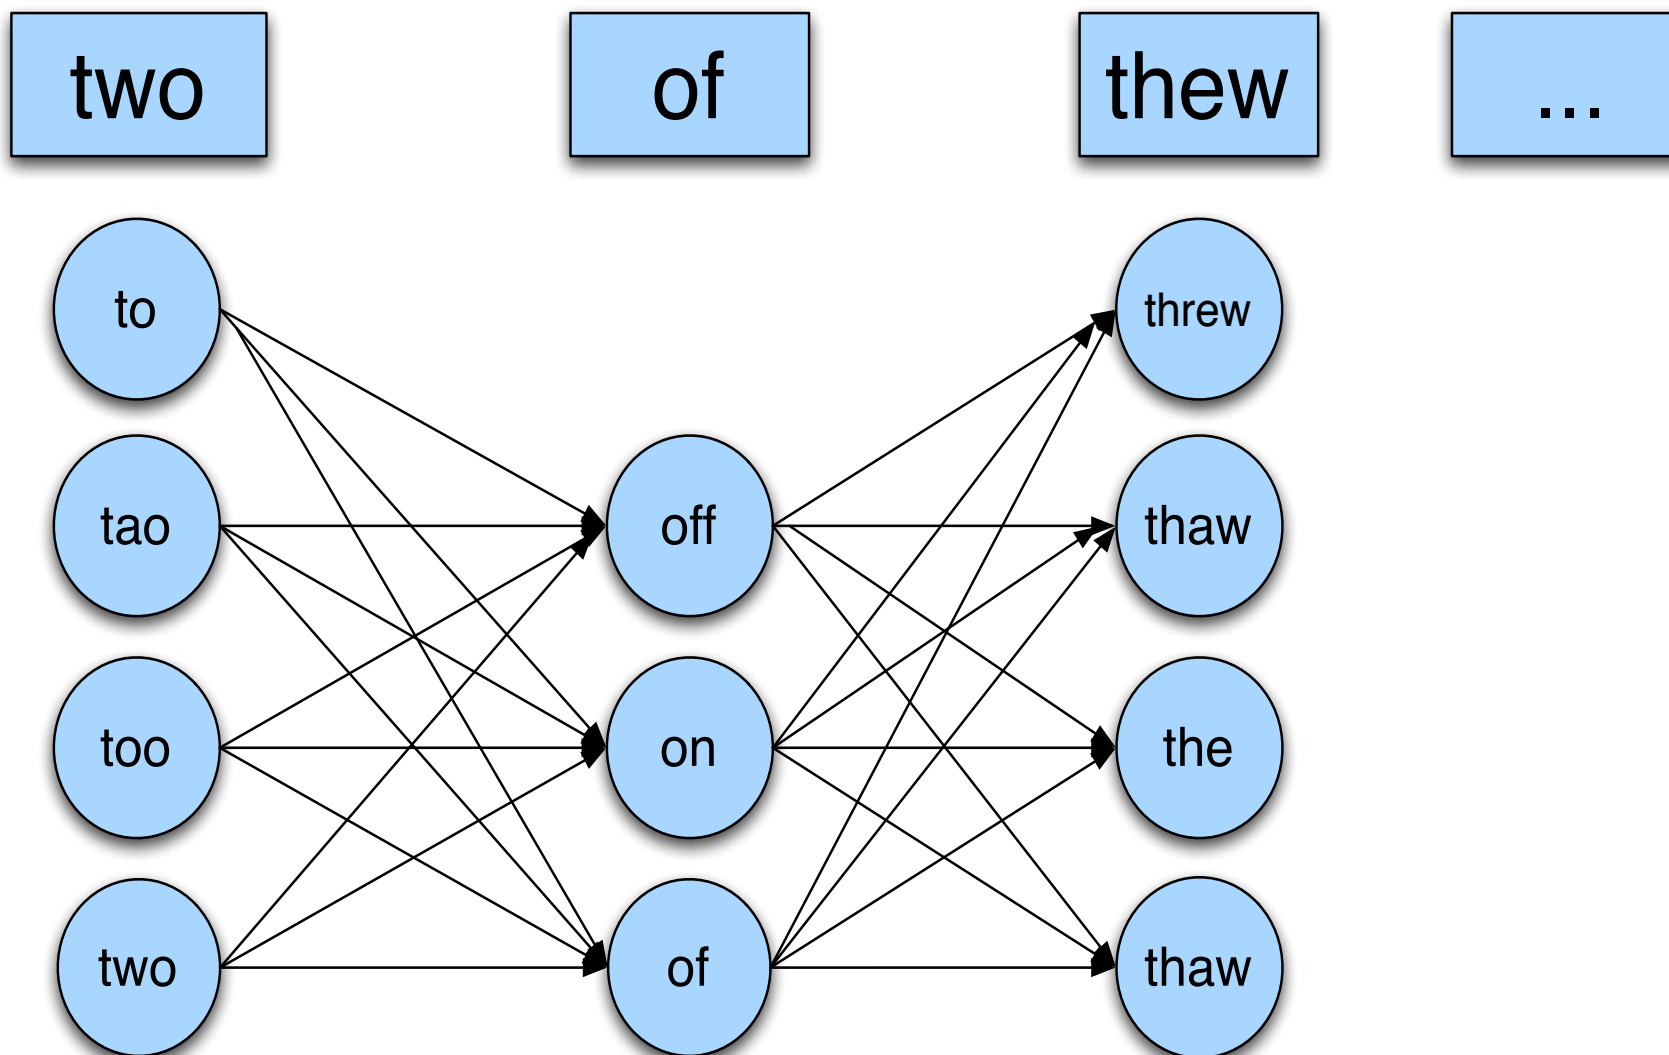 two of thew ...
to threw
tao off thaw
too on the
two of thaw